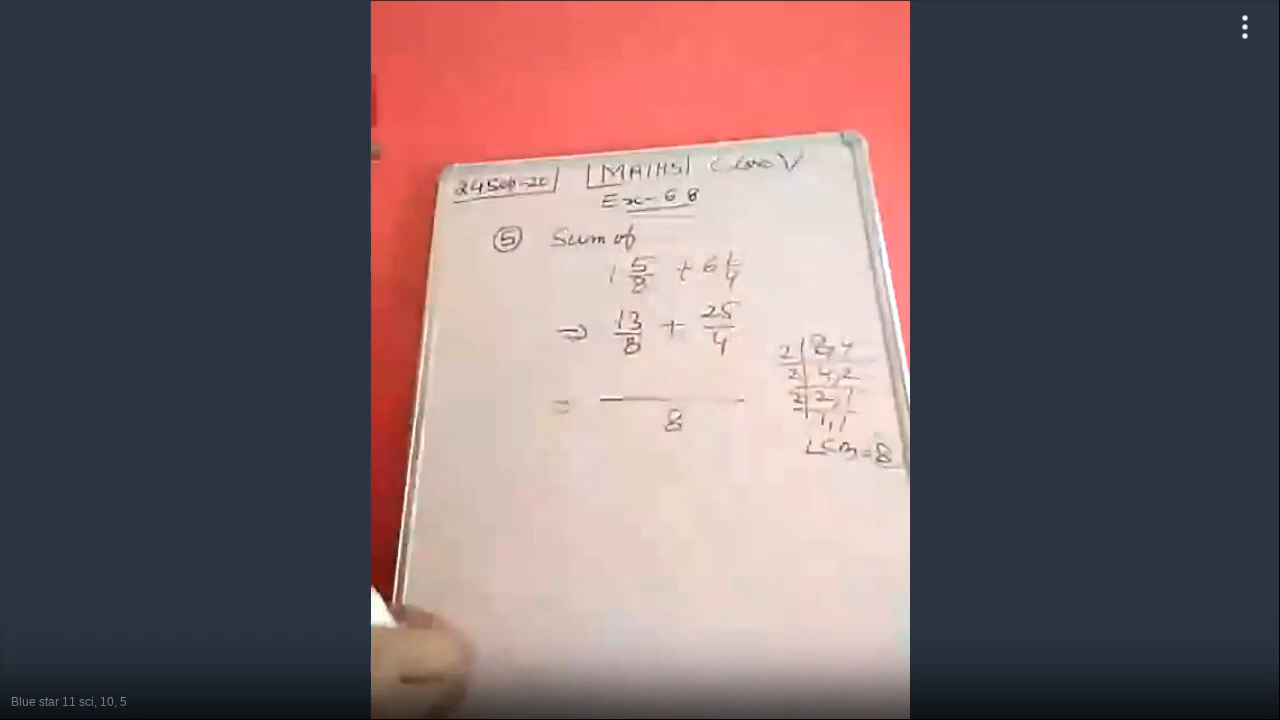 24 Sep-20 MATHS Class V
Ex-6 8
⑤ Sum of
1 5/8 + 6 1/4
⇒ 13/8 + 25/4
= ——— / 8
2 | 8, 4
2 | 4, 2
2 | 2, 1
1, 1
LCM = 8
Blue star 11 sci, 10, 5